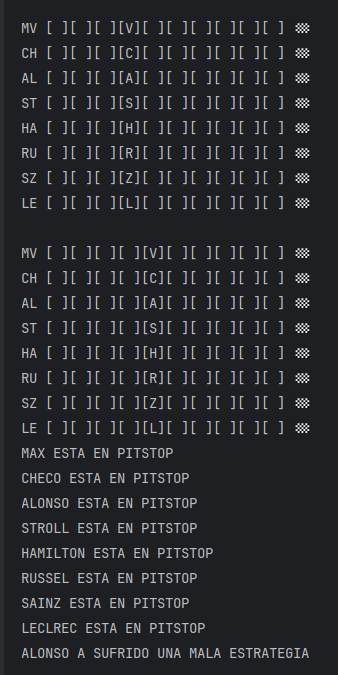 MV [ ][ ][ ][V][ ][ ][ ][ ][ ][ ] 🏁
CH [ ][ ][ ][C][ ][ ][ ][ ][ ][ ] 🏁
AL [ ][ ][ ][A][ ][ ][ ][ ][ ][ ] 🏁
ST [ ][ ][ ][S][ ][ ][ ][ ][ ][ ] 🏁
HA [ ][ ][ ][H][ ][ ][ ][ ][ ][ ] 🏁
RU [ ][ ][ ][R][ ][ ][ ][ ][ ][ ] 🏁
SZ [ ][ ][ ][Z][ ][ ][ ][ ][ ][ ] 🏁
LE [ ][ ][ ][L][ ][ ][ ][ ][ ][ ] 🏁
MV [ ][ ][ ][ ][V][ ][ ][ ][ ][ ] 🏁
CH [ ][ ][ ][ ][C][ ][ ][ ][ ][ ] 🏁
AL [ ][ ][ ][ ][A][ ][ ][ ][ ][ ] 🏁
ST [ ][ ][ ][ ][S][ ][ ][ ][ ][ ] 🏁
HA [ ][ ][ ][ ][H][ ][ ][ ][ ][ ] 🏁
RU [ ][ ][ ][ ][R][ ][ ][ ][ ][ ] 🏁
SZ [ ][ ][ ][ ][Z][ ][ ][ ][ ][ ] 🏁
LE [ ][ ][ ][ ][L][ ][ ][ ][ ][ ] 🏁
MAX ESTA EN PITSTOP
CHECO ESTA EN PITSTOP
ALONSO ESTA EN PITSTOP
STROLL ESTA EN PITSTOP
HAMILTON ESTA EN PITSTOP
RUSSEL ESTA EN PITSTOP
SAINZ ESTA EN PITSTOP
LECLREC ESTA EN PITSTOP
ALONSO A SUFRIDO UNA MALA ESTRATEGIA